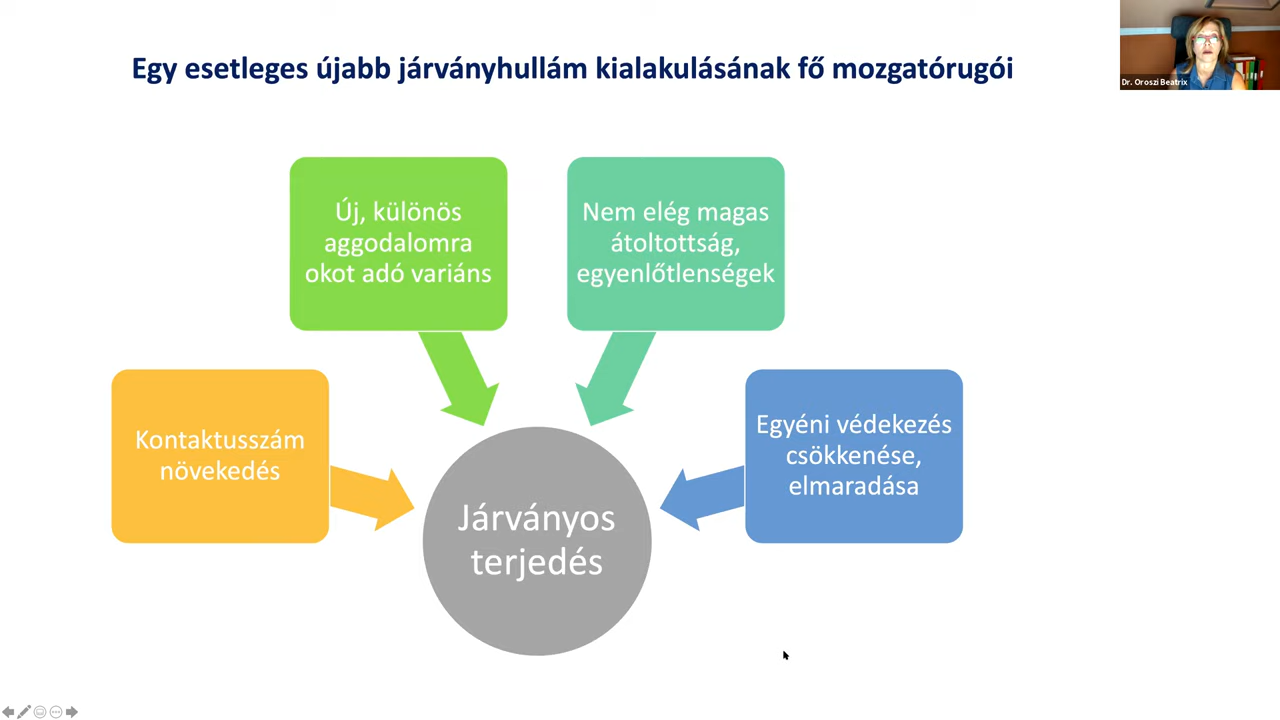 Egy esetleges újabb járványhullám kialakulásának fő mozgatórugói
Dr. Oroszi Beatrix
Új, különös
aggodalomra
okot adó variáns
Nem elég magas
átoltottság,
egyenlőtlenségek
Kontaktusszám
növekedés
Egyéni védekezés
csökkenése,
elmaradása
Járványos
terjedés